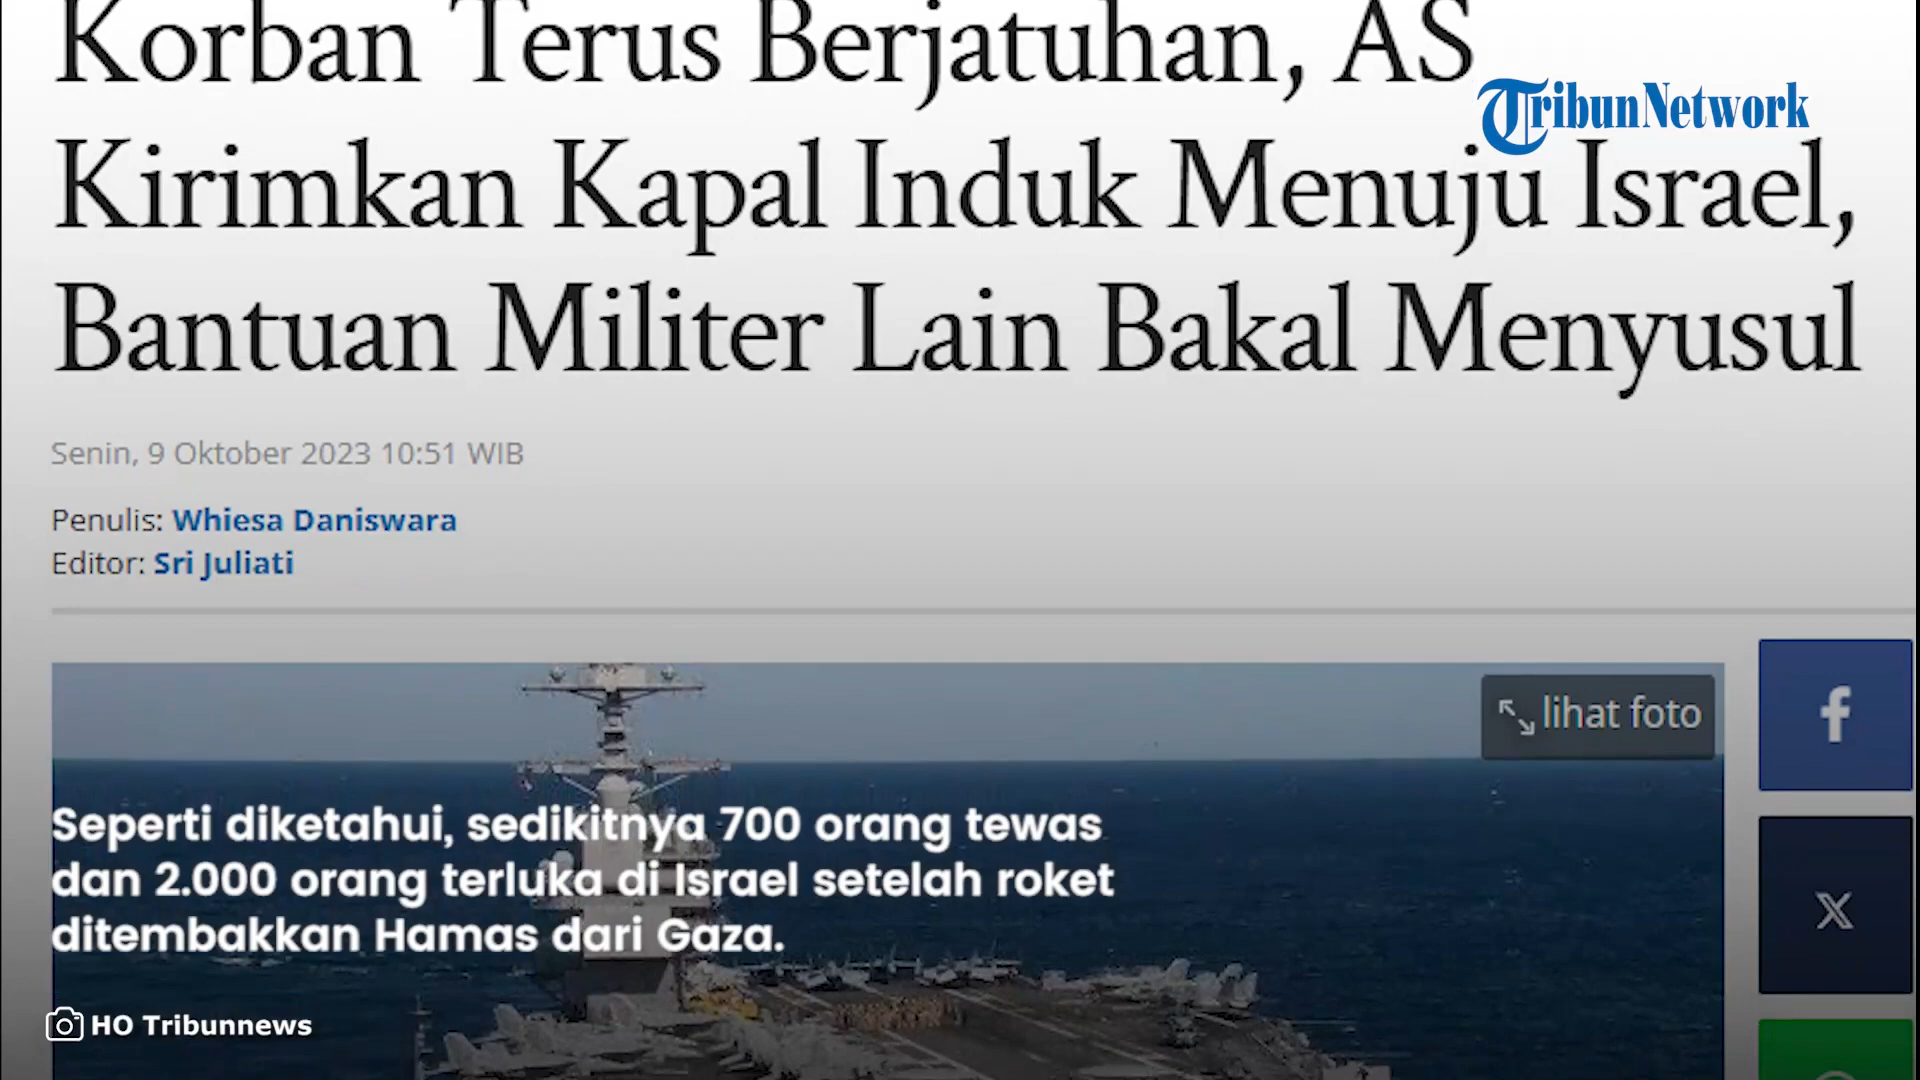 Korban Terus Berjatuhan, AS
TribunNetwork
Kirimkan Kapal Induk Menuju Israel,
Bantuan Militer Lain Bakal Menyusul
Senin, 9 Oktober 2023 10:51 WIB
Penulis: Whiesa Daniswara
Editor: Sri Juliati
lihat foto
Seperti diketahui, sedikitnya 700 orang tewas
dan 2.000 orang terluka di Israel setelah roket
ditembakkan Hamas dari Gaza.
HO Tribunnews